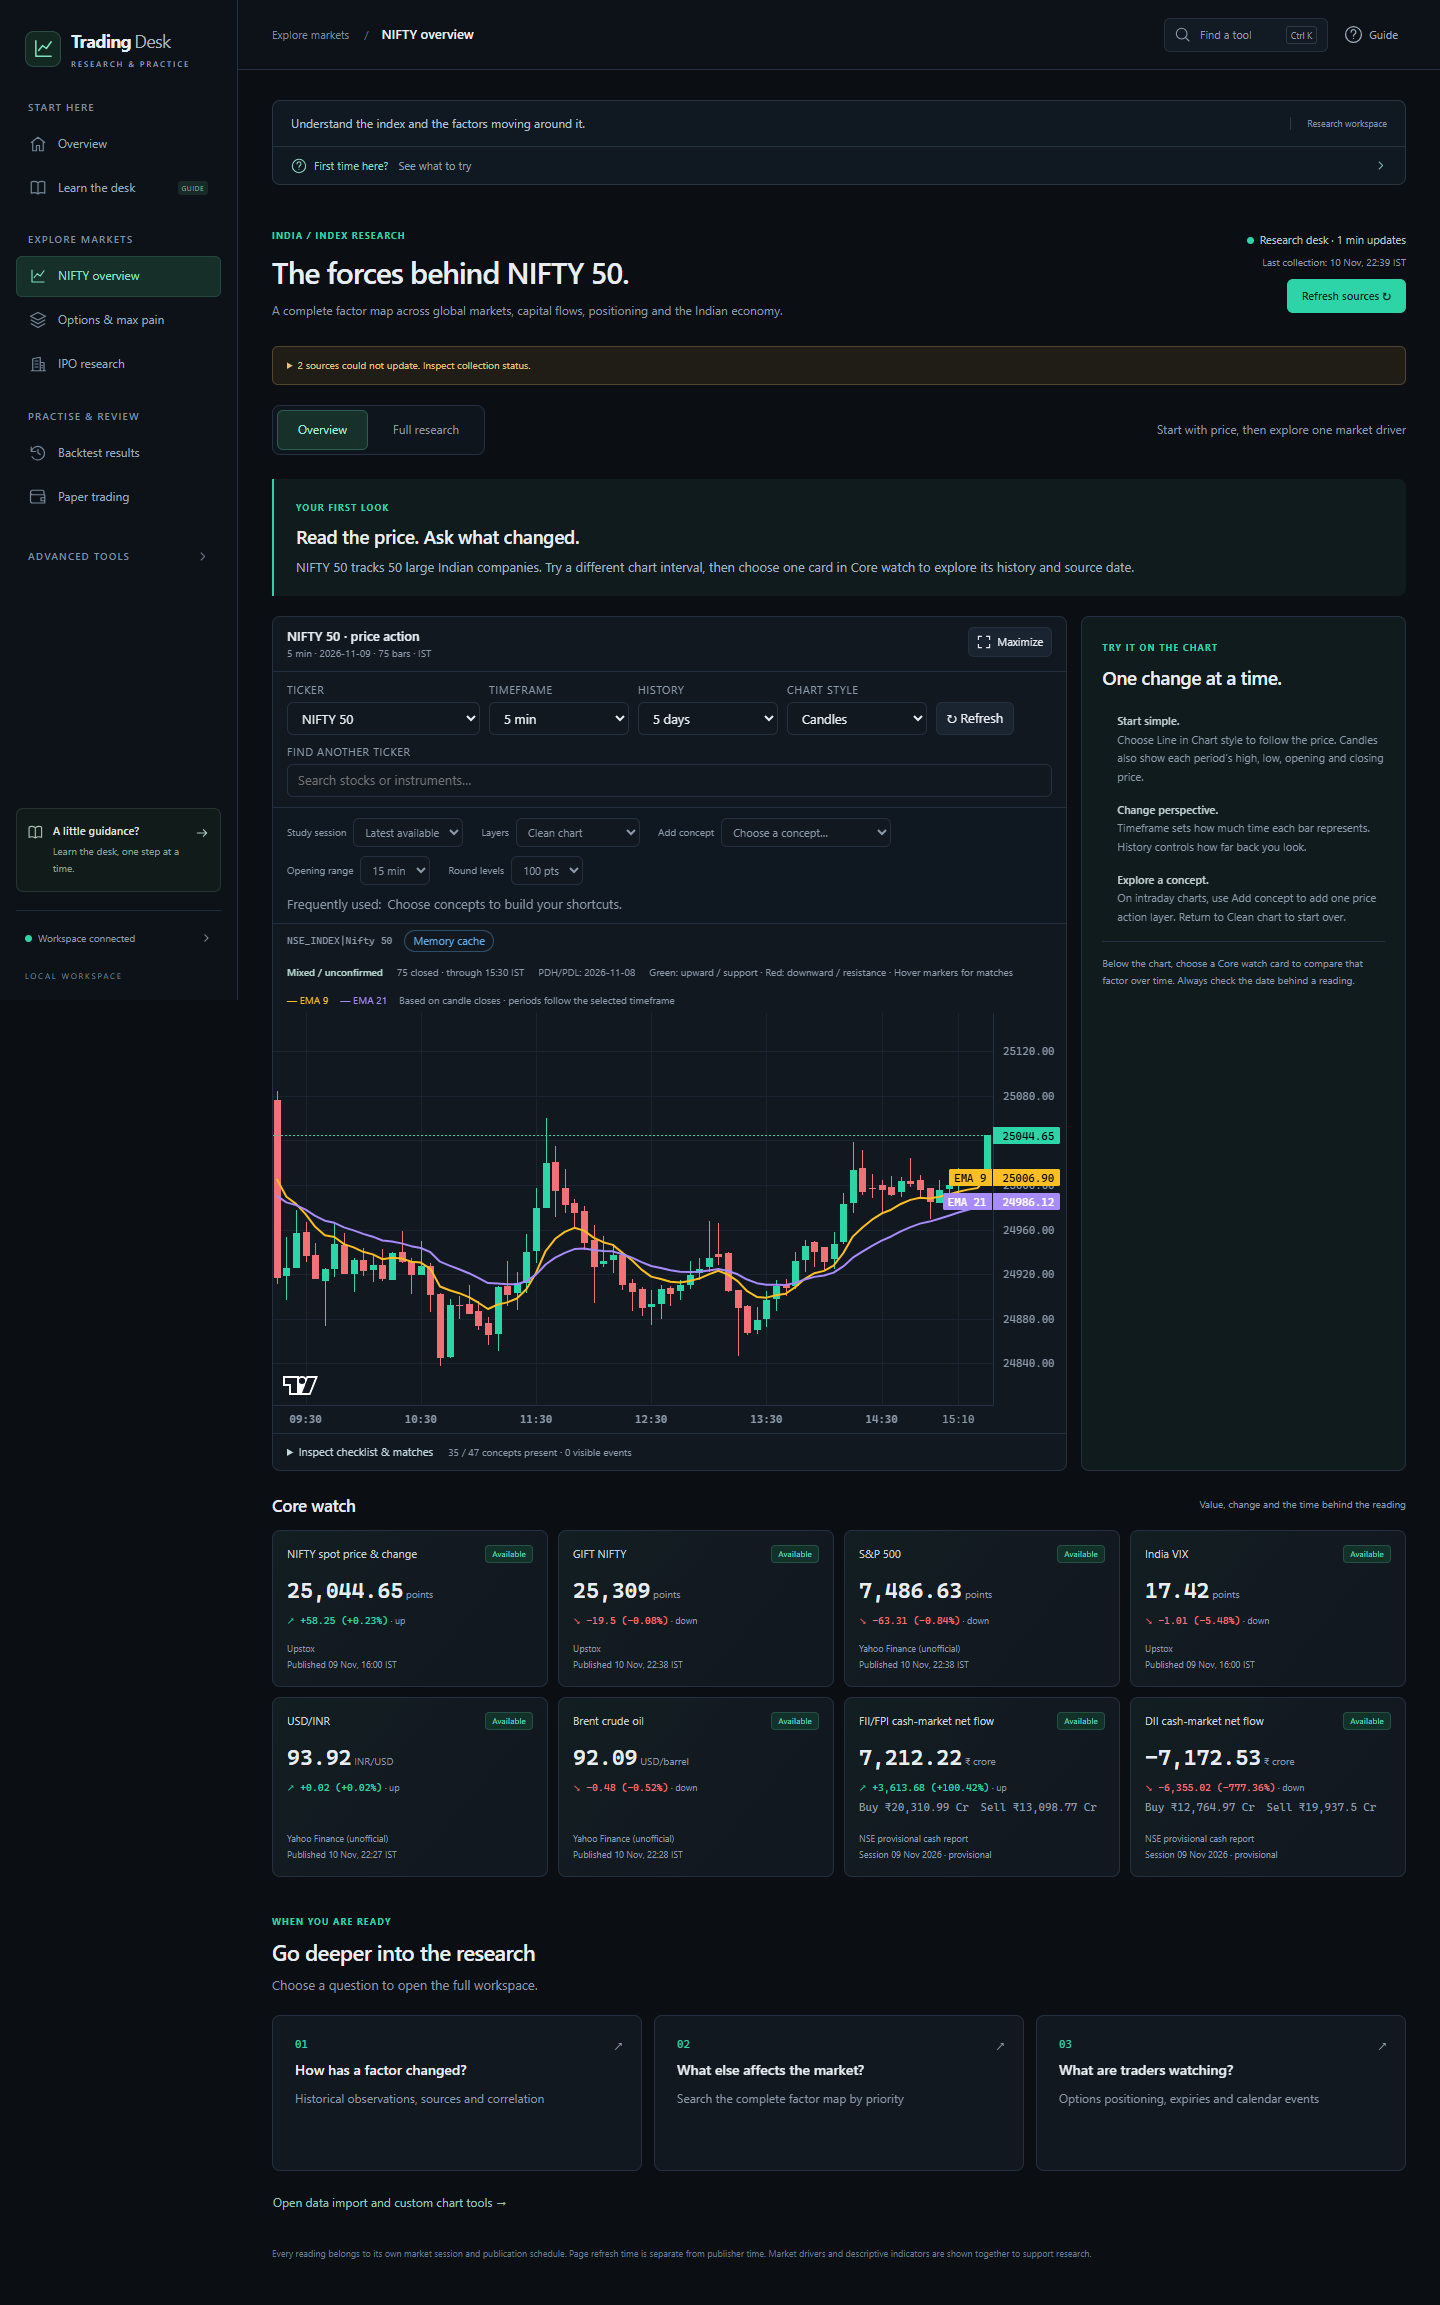 Trading Desk
RESEARCH & PRACTICE
START HERE
Overview
Learn the desk GUIDE
EXPLORE MARKETS
NIFTY overview
Options & max pain
IPO research
PRACTISE & REVIEW
Backtest results
Paper trading
ADVANCED TOOLS
A little guidance?
Learn the desk, one step at a
time.
Workspace connected
LOCAL WORKSPACE
Explore markets / NIFTY overview
Find a tool Ctrl K Guide
Understand the index and the factors moving around it. Research workspace
First time here? See what to try
INDIA / INDEX RESEARCH
The forces behind NIFTY 50.
A complete factor map across global markets, capital flows, positioning and the Indian economy.
Research desk · 1 min updates
Last collection: 10 Nov, 22:39 IST
Refresh sources ↻
▶ 2 sources could not update. Inspect collection status.
Overview Full research
Start with price, then explore one market driver
YOUR FIRST LOOK
Read the price. Ask what changed.
NIFTY 50 tracks 50 large Indian companies. Try a different chart interval, then choose one card in Core watch to explore its history and source date.
NIFTY 50 · price action
5 min · 2026-11-09 · 75 bars · IST
Maximize
TICKER TIMEFRAME HISTORY CHART STYLE
NIFTY 50 5 min 5 days Candles ↻ Refresh
FIND ANOTHER TICKER
Search stocks or instruments...
Study session Latest available Layers Clean chart Add concept Choose a concept...
Opening range 15 min Round levels 100 pts
Frequently used: Choose concepts to build your shortcuts.
NSE_INDEX|Nifty 50 Memory cache
Mixed / unconfirmed 75 closed · through 15:30 IST PDH/PDL: 2026-11-08 Green: upward / support · Red: downward / resistance · Hover markers for matches
— EMA 9 — EMA 21 Based on candle closes · periods follow the selected timeframe
25120.00
25080.00
25044.65
EMA 9 25006.90
EMA 21 24986.12
24960.00
24920.00
24880.00
24840.00
09:30 10:30 11:30 12:30 13:30 14:30 15:10
▶ Inspect checklist & matches 35 / 47 concepts present · 0 visible events
TRY IT ON THE CHART
One change at a time.
Start simple.
Choose Line in Chart style to follow the price. Candles
also show each period's high, low, opening and closing
price.
Change perspective.
Timeframe sets how much time each bar represents.
History controls how far back you look.
Explore a concept.
On intraday charts, use Add concept to add one price
action layer. Return to Clean chart to start over.
Below the chart, choose a Core watch card to compare that
factor over time. Always check the date behind a reading.
Core watch
Value, change and the time behind the reading
NIFTY spot price & change Available
25,044.65 points
↗ +58.25 (+0.23%) · up
Upstox
Published 09 Nov, 16:00 IST
GIFT NIFTY Available
25,309 points
↘ −19.5 (−0.08%) · down
Upstox
Published 10 Nov, 22:38 IST
S&P 500 Available
7,486.63 points
↘ −63.31 (−0.84%) · down
Yahoo Finance (unofficial)
Published 10 Nov, 22:38 IST
India VIX Available
17.42 points
↘ −1.01 (−5.48%) · down
Upstox
Published 09 Nov, 16:00 IST
USD/INR Available
93.92 INR/USD
↗ +0.02 (+0.02%) · up
Yahoo Finance (unofficial)
Published 10 Nov, 22:27 IST
Brent crude oil Available
92.09 USD/barrel
↘ −0.48 (−0.52%) · down
Yahoo Finance (unofficial)
Published 10 Nov, 22:28 IST
FII/FPI cash-market net flow Available
7,212.22 ₹ crore
↗ +3,613.68 (+100.42%) · up
Buy ₹20,310.99 Cr Sell ₹13,098.77 Cr
NSE provisional cash report
Session 09 Nov 2026 · provisional
DII cash-market net flow Available
−7,172.53 ₹ crore
↘ −6,355.02 (−777.36%) · down
Buy ₹12,764.97 Cr Sell ₹19,937.5 Cr
NSE provisional cash report
Session 09 Nov 2026 · provisional
WHEN YOU ARE READY
Go deeper into the research
Choose a question to open the full workspace.
01 ↗
How has a factor changed?
Historical observations, sources and correlation
02 ↗
What else affects the market?
Search the complete factor map by priority
03 ↗
What are traders watching?
Options positioning, expiries and calendar events
Open data import and custom chart tools →
Every reading belongs to its own market session and publication schedule. Page refresh time is separate from publisher time. Market drivers and descriptive indicators are shown together to support research.